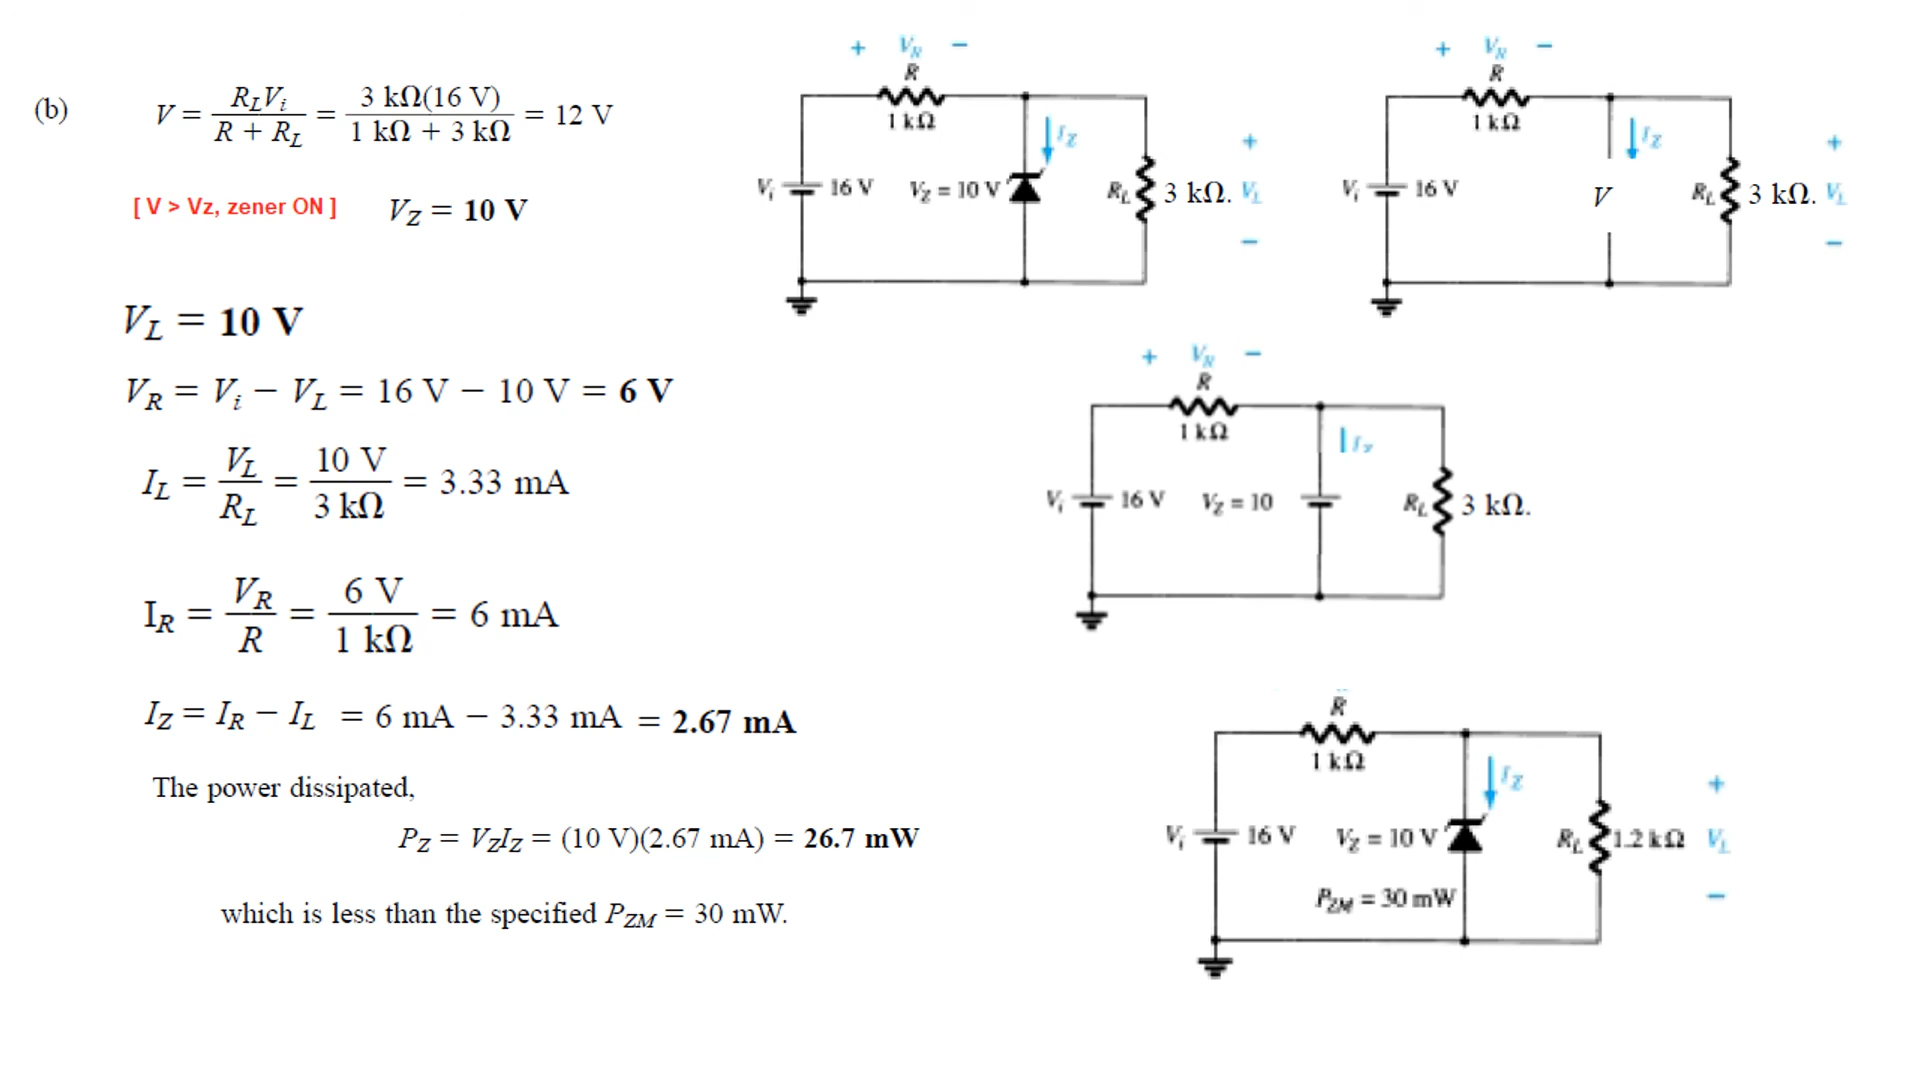 (b) V = R_L V_i / (R + R_L) = 3 kΩ(16 V) / (1 kΩ + 3 kΩ) = 12 V
[ V > Vz, zener ON ] V_Z = 10 V
V_L = 10 V
V_R = V_i − V_L = 16 V − 10 V = 6 V
I_L = V_L / R_L = 10 V / 3 kΩ = 3.33 mA
I_R = V_R / R = 6 V / 1 kΩ = 6 mA
I_Z = I_R − I_L = 6 mA − 3.33 mA = 2.67 mA
The power dissipated,
P_Z = V_Z I_Z = (10 V)(2.67 mA) = 26.7 mW
which is less than the specified P_ZM = 30 mW.
+ V_R −
R
1 kΩ
I_Z
+
V_i 16 V V_Z = 10 V R_L 3 kΩ. V_L
−
+ V_R −
R
1 kΩ
I_Z
+
V_i 16 V V R_L 3 kΩ. V_L
−
+ V_R −
R
1 kΩ
I_Z
V_i 16 V V_Z = 10 R_L 3 kΩ.
R
1 kΩ
I_Z
+
V_i 16 V V_Z = 10 V R_L 1.2 kΩ V_L
P_ZM = 30 mW
−